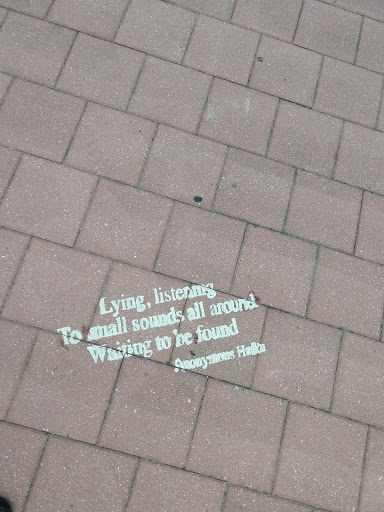 Lying, listening
To small sounds all around
Waiting to be found
Anonymous Haiku